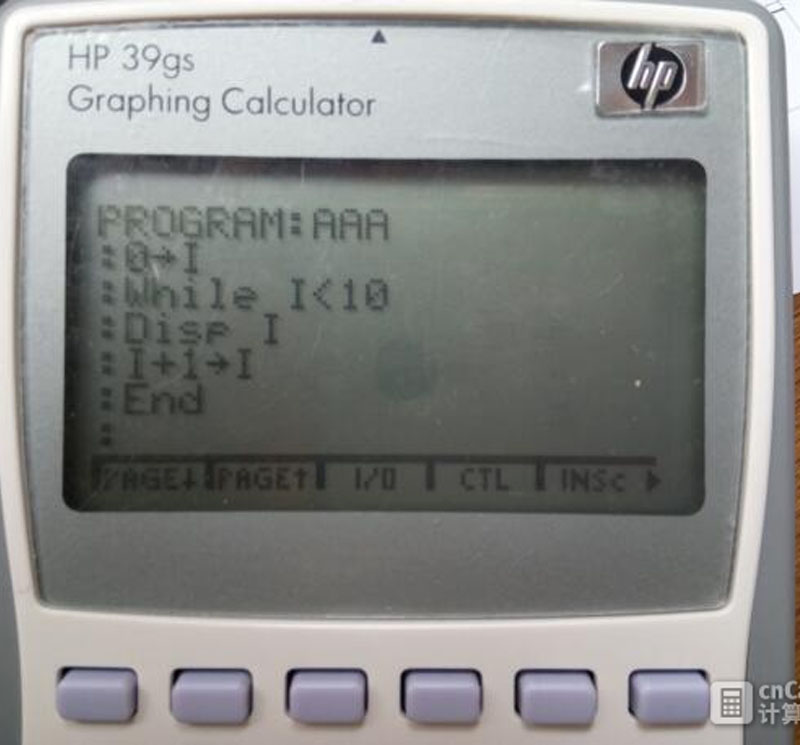 HP 39gs
Graphing Calculator
hp
PROGRAM:AAA
:0→I
:While I<10
:Disp I
:I+1→I
:End
:
PAGE↓ PAGE↑ I/O CTL INSc
cnCa
计算